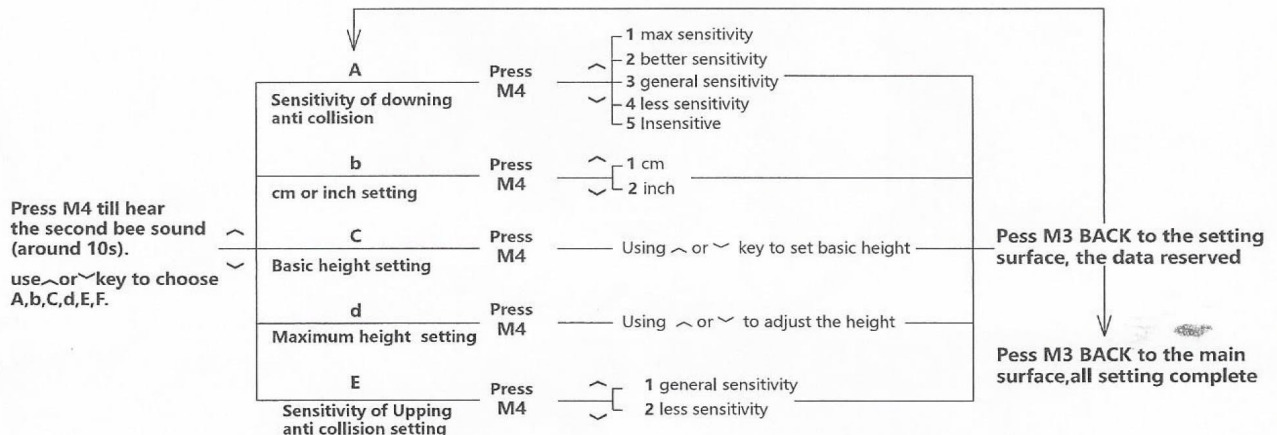 A
Sensitivity of downing
anti collision
Press
M4
︿
﹀
1 max sensitivity
2 better sensitivity
3 general sensitivity
4 less sensitivity
5 Insensitive
b
cm or inch setting
Press
M4
︿
﹀
1 cm
2 inch
Press M4 till hear
the second bee sound
(around 10s).
use︿or﹀key to choose
A,b,C,d,E,F.
︿
﹀
C
Basic height setting
Press
M4
Using ︿ or ﹀ key to set basic height
d
Maximum height setting
Press
M4
Using ︿ or ﹀ to adjust the height
E
Sensitivity of Upping
anti collision setting
Press
M4
︿
﹀
1 general sensitivity
2 less sensitivity
Pess M3 BACK to the setting
surface, the data reserved
Pess M3 BACK to the main
surface,all setting complete